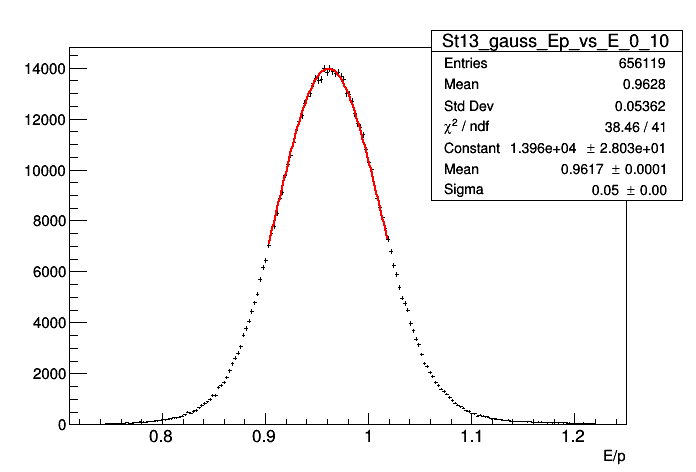 St13_gauss_Ep_vs_E_0_10
Entries 656119
Mean 0.9628
Std Dev 0.05362
χ² / ndf 38.46 / 41
Constant 1.396e+04 ± 2.803e+01
Mean 0.9617 ± 0.0001
Sigma 0.05 ± 0.00
14000
12000
10000
8000
6000
4000
2000
0
0.8 0.9 1 1.1 1.2
E/p